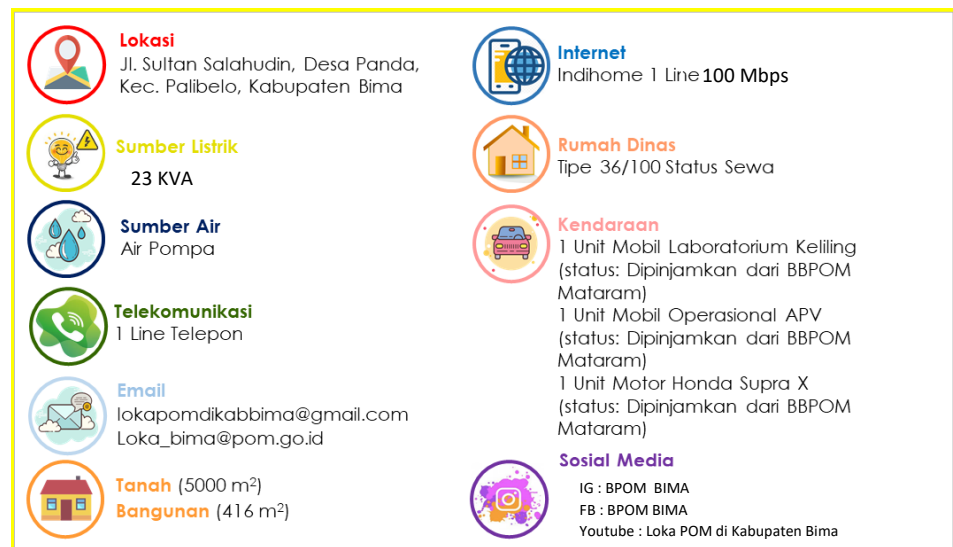 Lokasi
Jl. Sultan Salahudin, Desa Panda,
Kec. Palibelo, Kabupaten Bima
Sumber Listrik
23 KVA
Sumber Air
Air Pompa
Telekomunikasi
1 Line Telepon
Email
lokapomdikabbima@gmail.com
Loka_bima@pom.go.id
Tanah (5000 m²)
Bangunan (416 m²)
Internet
Indihome 1 Line 100 Mbps
Rumah Dinas
Tipe 36/100 Status Sewa
Kendaraan
1 Unit Mobil Laboratorium Keliling
(status: Dipinjamkan dari BBPOM
Mataram)
1 Unit Mobil Operasional APV
(status: Dipinjamkan dari BBPOM
Mataram)
1 Unit Motor Honda Supra X
(status: Dipinjamkan dari BBPOM
Mataram)
Sosial Media
IG : BPOM BIMA
FB : BPOM BIMA
Youtube : Loka POM di Kabupaten Bima